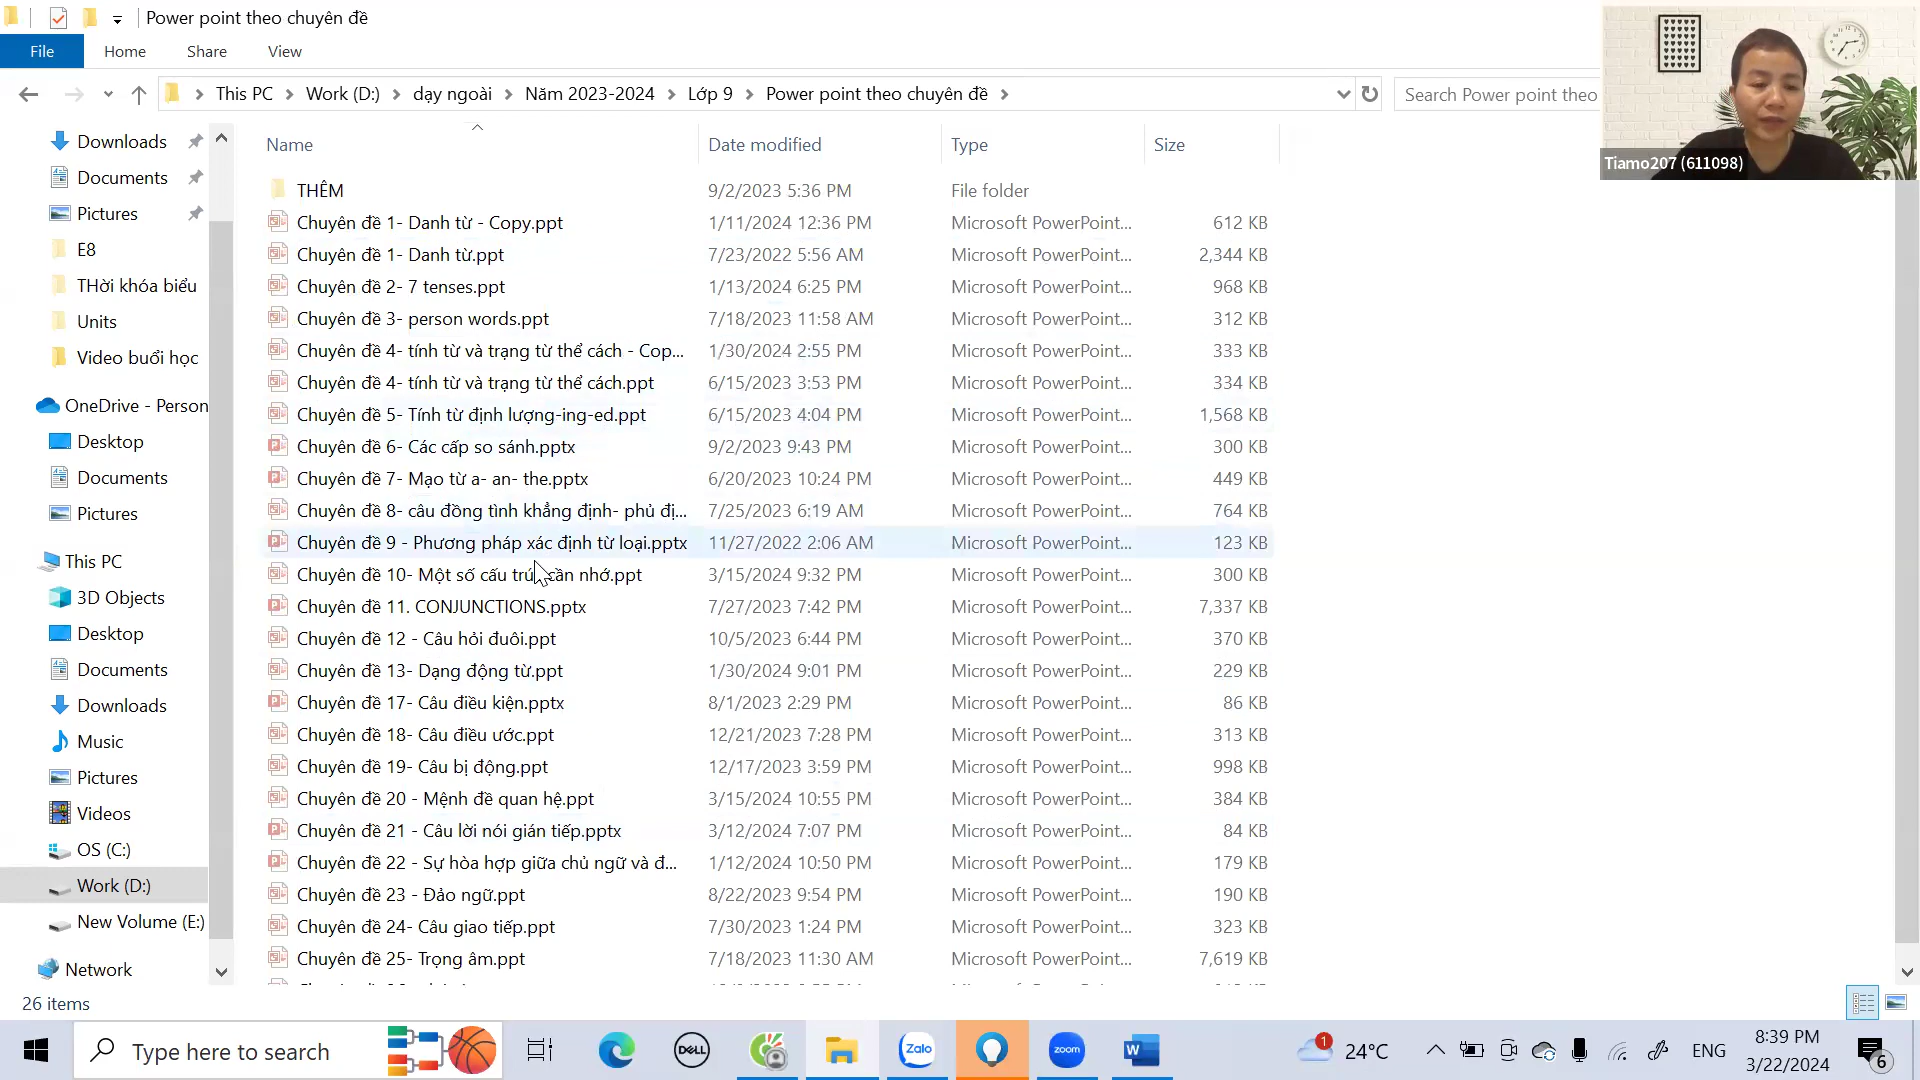 Power point theo chuyên đề
File Home Share View
This PC Work (D:) dạy ngoài Năm 2023-2024 Lớp 9 Power point theo chuyên đề
Search Power point theo
Tiamo207 (611098)
Downloads
Documents
Pictures
E8
THời khóa biểu
Units
Video buổi học
OneDrive - Person
Desktop
Documents
Pictures
This PC
3D Objects
Desktop
Documents
Downloads
Music
Pictures
Videos
OS (C:)
Work (D:)
New Volume (E:)
Network
Name Date modified Type Size
THÊM 9/2/2023 5:36 PM File folder
Chuyên đề 1- Danh từ - Copy.ppt 1/11/2024 12:36 PM Microsoft PowerPoint... 612 KB
Chuyên đề 1- Danh từ.ppt 7/23/2022 5:56 AM Microsoft PowerPoint... 2,344 KB
Chuyên đề 2- 7 tenses.ppt 1/13/2024 6:25 PM Microsoft PowerPoint... 968 KB
Chuyên đề 3- person words.ppt 7/18/2023 11:58 AM Microsoft PowerPoint... 312 KB
Chuyên đề 4- tính từ và trạng từ thể cách - Cop... 1/30/2024 2:55 PM Microsoft PowerPoint... 333 KB
Chuyên đề 4- tính từ và trạng từ thể cách.ppt 6/15/2023 3:53 PM Microsoft PowerPoint... 334 KB
Chuyên đề 5- Tính từ định lượng-ing-ed.ppt 6/15/2023 4:04 PM Microsoft PowerPoint... 1,568 KB
Chuyên đề 6- Các cấp so sánh.pptx 9/2/2023 9:43 PM Microsoft PowerPoint... 300 KB
Chuyên đề 7- Mạo từ a- an- the.pptx 6/20/2023 10:24 PM Microsoft PowerPoint... 449 KB
Chuyên đề 8- câu đồng tình khẳng định- phủ đị... 7/25/2023 6:19 AM Microsoft PowerPoint... 764 KB
Chuyên đề 9 - Phương pháp xác định từ loại.pptx 11/27/2022 2:06 AM Microsoft PowerPoint... 123 KB
Chuyên đề 10- Một số cấu trúc cần nhớ.ppt 3/15/2024 9:32 PM Microsoft PowerPoint... 300 KB
Chuyên đề 11. CONJUNCTIONS.pptx 7/27/2023 7:42 PM Microsoft PowerPoint... 7,337 KB
Chuyên đề 12 - Câu hỏi đuôi.ppt 10/5/2023 6:44 PM Microsoft PowerPoint... 370 KB
Chuyên đề 13- Dạng động từ.ppt 1/30/2024 9:01 PM Microsoft PowerPoint... 229 KB
Chuyên đề 17- Câu điều kiện.pptx 8/1/2023 2:29 PM Microsoft PowerPoint... 86 KB
Chuyên đề 18- Câu điều ước.ppt 12/21/2023 7:28 PM Microsoft PowerPoint... 313 KB
Chuyên đề 19- Câu bị động.ppt 12/17/2023 3:59 PM Microsoft PowerPoint... 998 KB
Chuyên đề 20 - Mệnh đề quan hệ.ppt 3/15/2024 10:55 PM Microsoft PowerPoint... 384 KB
Chuyên đề 21 - Câu lời nói gián tiếp.pptx 3/12/2024 7:07 PM Microsoft PowerPoint... 84 KB
Chuyên đề 22 - Sự hòa hợp giữa chủ ngữ và đ... 1/12/2024 10:50 PM Microsoft PowerPoint... 179 KB
Chuyên đề 23 - Đảo ngữ.ppt 8/22/2023 9:54 PM Microsoft PowerPoint... 190 KB
Chuyên đề 24- Câu giao tiếp.ppt 7/30/2023 1:24 PM Microsoft PowerPoint... 323 KB
Chuyên đề 25- Trọng âm.ppt 7/18/2023 11:30 AM Microsoft PowerPoint... 7,619 KB
26 items
Type here to search
DELL
Zalo
zoom
W
1
24°C
ENG
8:39 PM
3/22/2024
6